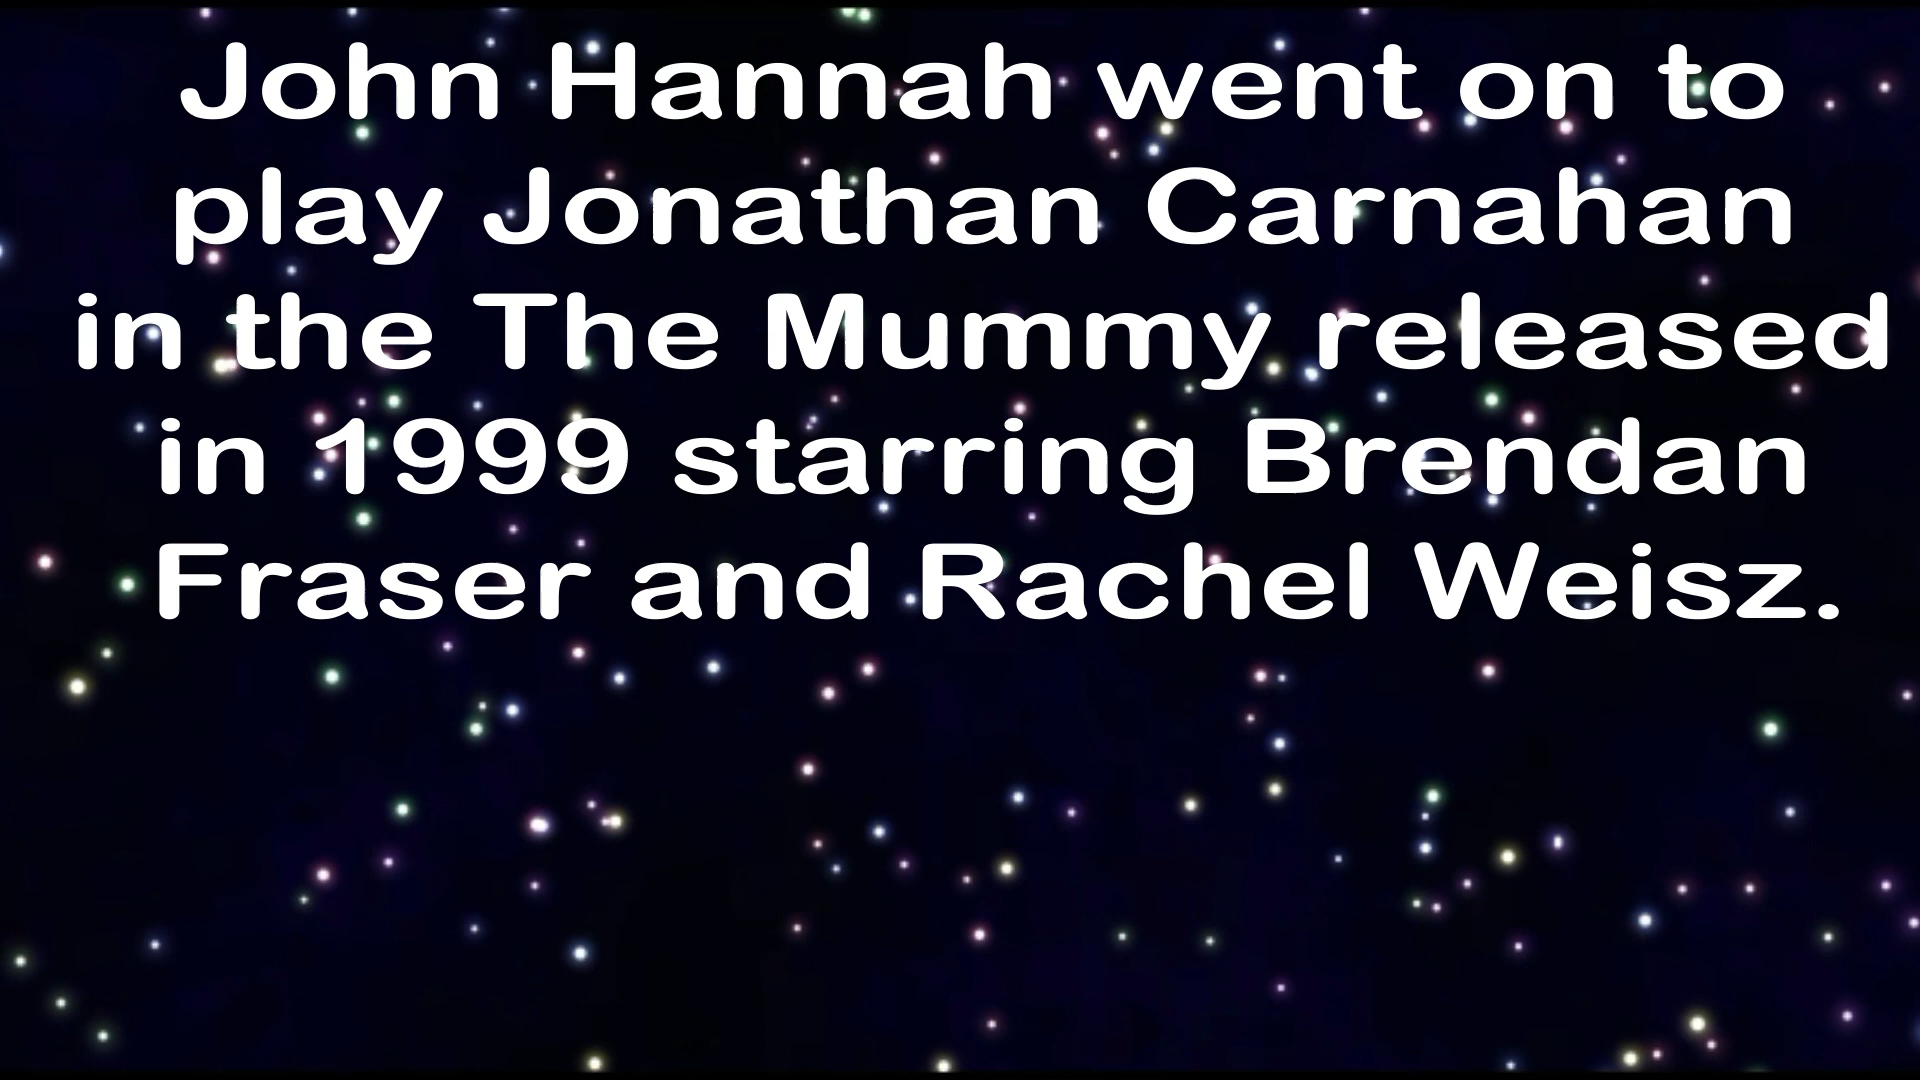 John Hannah went on to
play Jonathan Carnahan
in the The Mummy released
in 1999 starring Brendan
Fraser and Rachel Weisz.